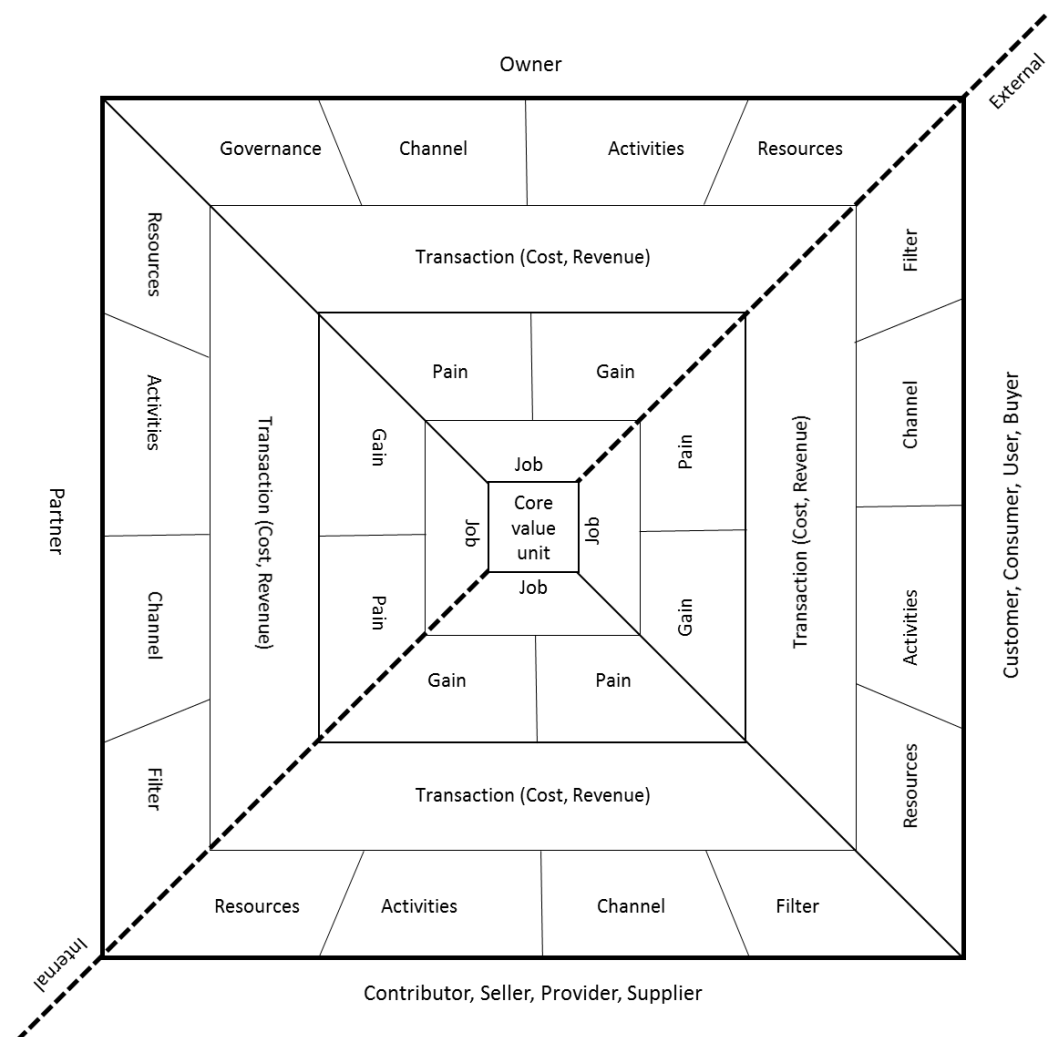 Owner
External
Governance
Channel
Activities
Resources
Resources
Filter
Transaction (Cost, Revenue)
Pain
Gain
Activities
Channel
Gain
Pain
Job
Transaction (Cost, Revenue)
Transaction (Cost, Revenue)
Customer, Consumer, User, Buyer
Partner
Job
Core
value
unit
Job
Job
Channel
Pain
Gain
Activities
Gain
Pain
Filter
Transaction (Cost, Revenue)
Resources
Resources
Activities
Channel
Filter
Internal
Contributor, Seller, Provider, Supplier